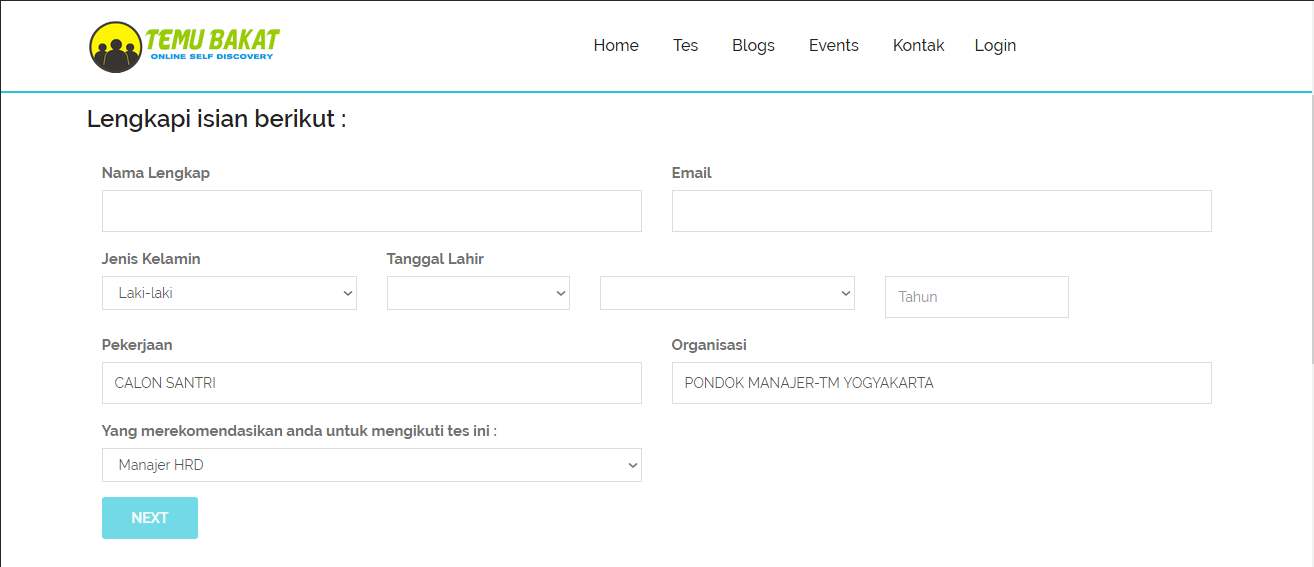 TEMU BAKAT
ONLINE SELF DISCOVERY
Home Tes Blogs Events Kontak Login
Lengkapi isian berikut :
Nama Lengkap Email
Jenis Kelamin Tanggal Lahir
Laki-laki Tahun
Pekerjaan Organisasi
CALON SANTRI PONDOK MANAJER-TM YOGYAKARTA
Yang merekomendasikan anda untuk mengikuti tes ini :
Manajer HRD
NEXT